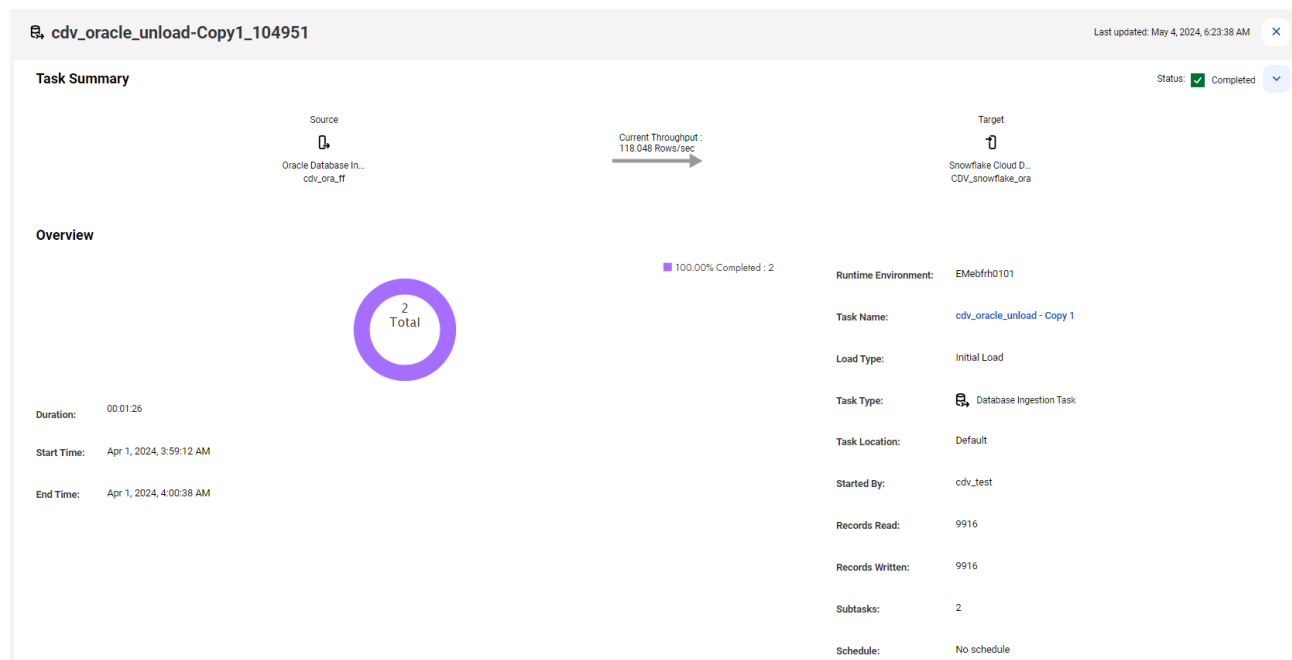 cdv_oracle_unload-Copy1_104951
Last updated: May 4, 2024, 6:23:38 AM
Task Summary
Status: Completed
Source
Oracle Database In...
cdv_ora_ff
Current Throughput :
118.048 Rows/sec
Target
Snowflake Cloud D...
CDV_snowflake_ora
Overview
2
Total
100.00% Completed : 2
Duration: 00:01:26
Start Time: Apr 1, 2024, 3:59:12 AM
End Time: Apr 1, 2024, 4:00:38 AM
Runtime Environment: EMebfrh0101
Task Name: cdv_oracle_unload - Copy 1
Load Type: Initial Load
Task Type: Database Ingestion Task
Task Location: Default
Started By: cdv_test
Records Read: 9916
Records Written: 9916
Subtasks: 2
Schedule: No schedule